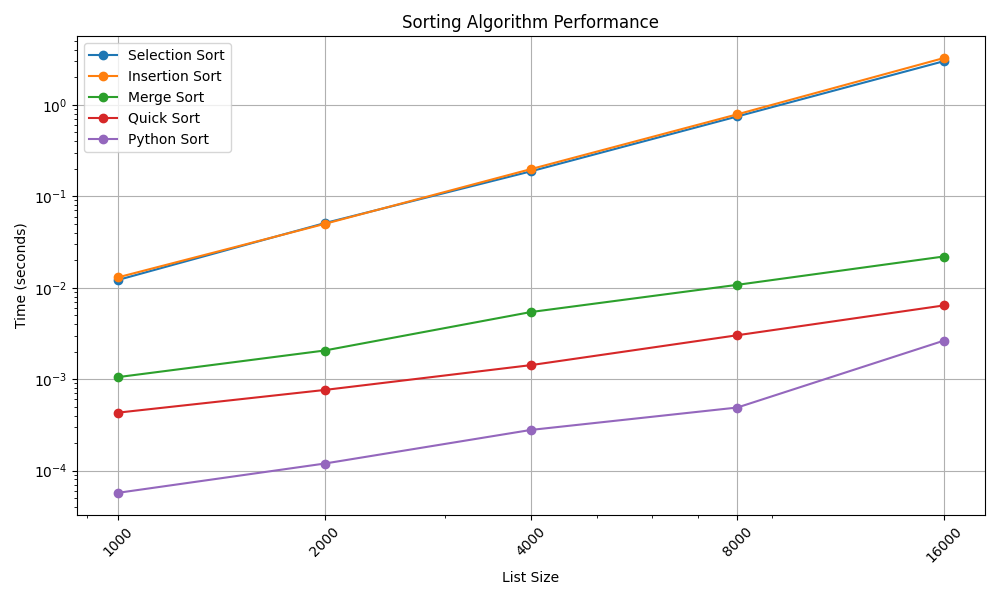 Sorting Algorithm Performance
Selection Sort
Insertion Sort
Merge Sort
Quick Sort
Python Sort
Time (seconds)
10⁰
10⁻¹
10⁻²
10⁻³
10⁻⁴
1000
2000
4000
8000
16000
List Size